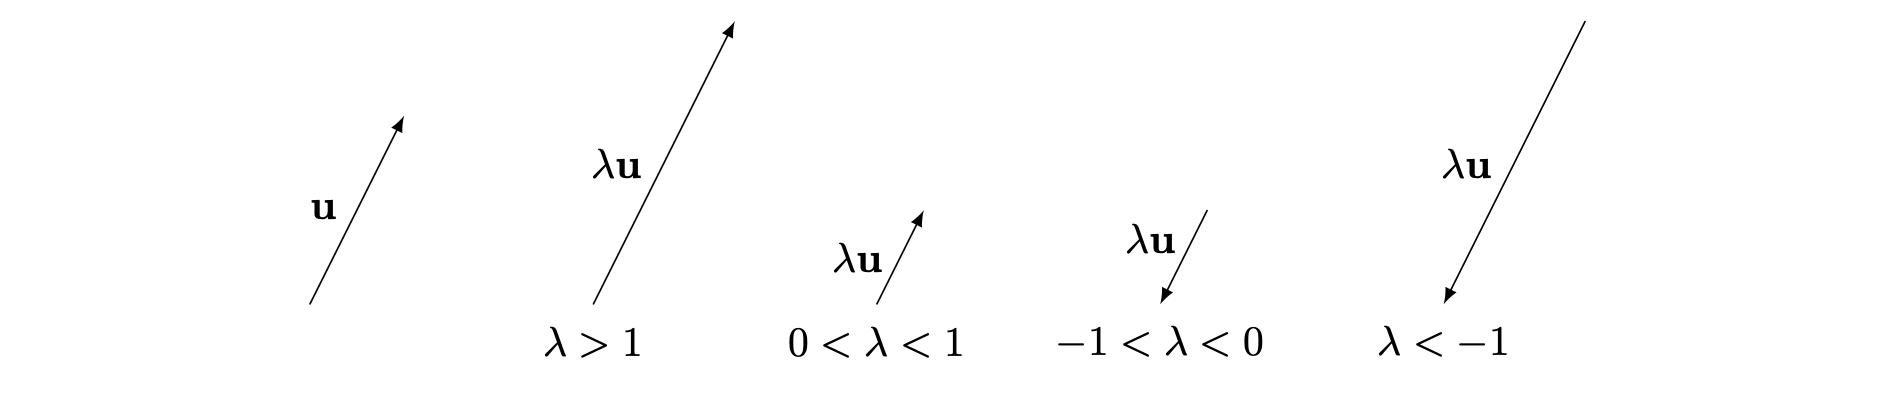 𝐮
λ𝐮
λ > 1
λ𝐮
0 < λ < 1
λ𝐮
−1 < λ < 0
λ𝐮
λ < −1